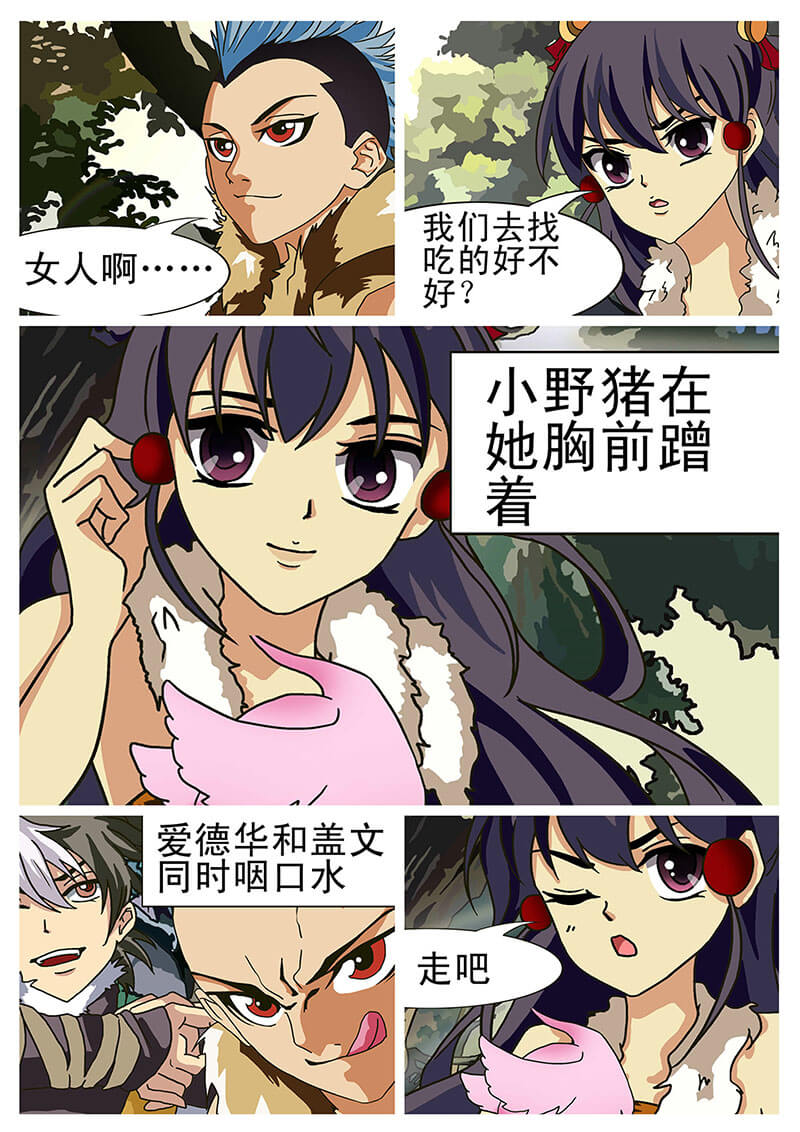 女人啊……
我们去找
吃的好不
好？
小野猪在
她胸前蹭
着
爱德华和盖文
同时咽口水
走吧